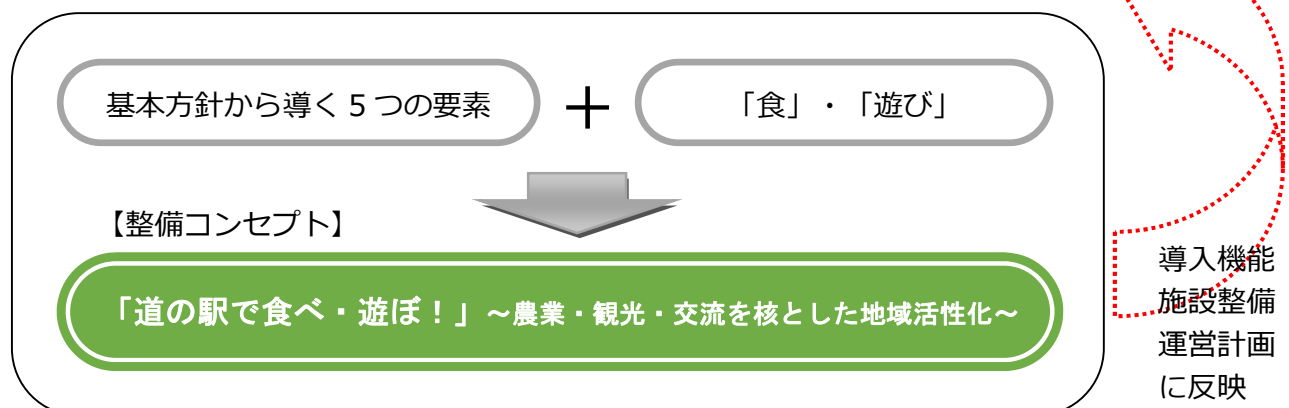 基本方針から導く5つの要素
＋
「食」・「遊び」
【整備コンセプト】
「道の駅で食べ・遊ぼ！」～農業・観光・交流を核とした地域活性化～
導入機能
施設整備
運営計画
に反映